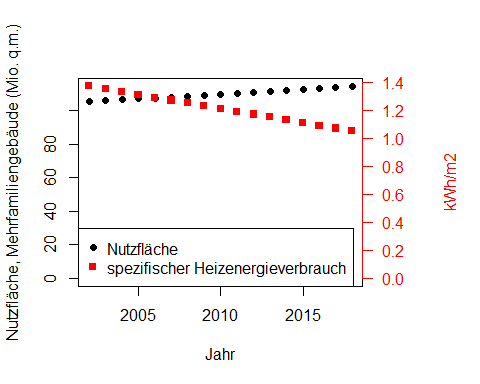 Nutzfläche, Mehrfamiliengebäude (Mio. q.m.)
80
60
40
20
0
1.4
1.2
1.0
0.8
0.6
0.4
0.2
0.0
kWh/m2
Nutzfläche
spezifischer Heizenergieverbrauch
2005 2010 2015
Jahr